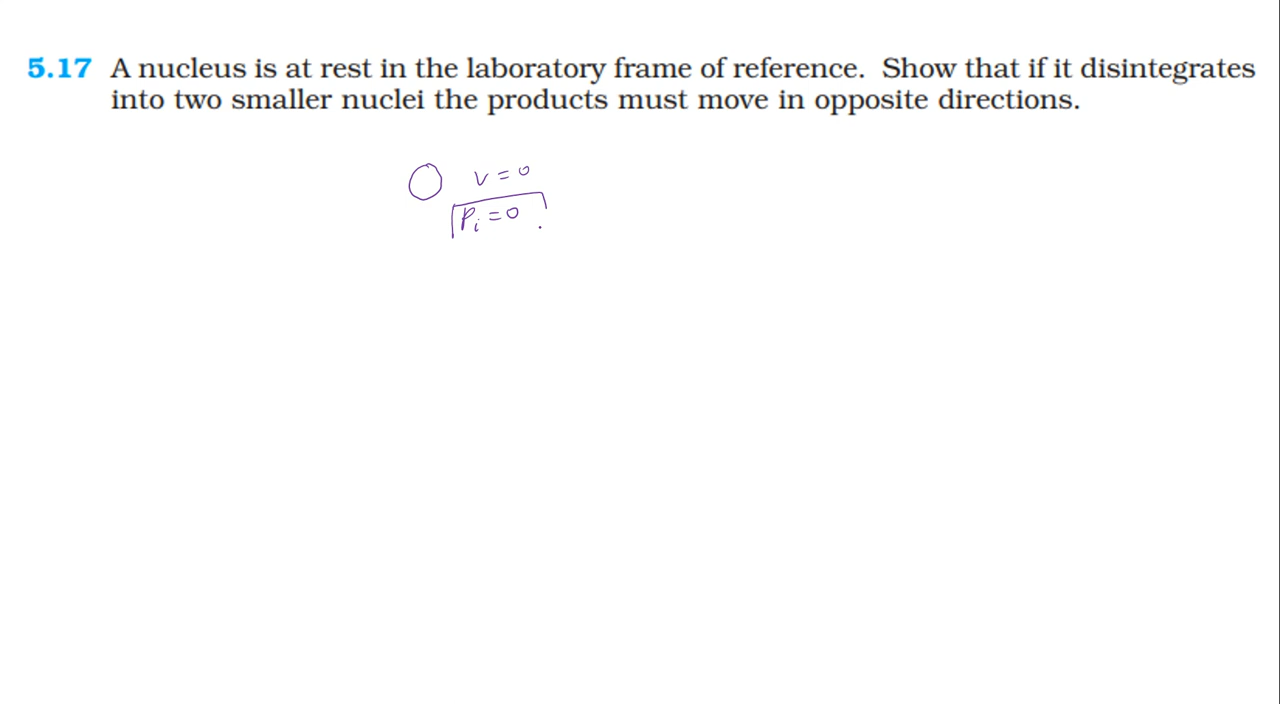 5.17 A nucleus is at rest in the laboratory frame of reference. Show that if it disintegrates
into two smaller nuclei the products must move in opposite directions.
v = 0
Pi = 0